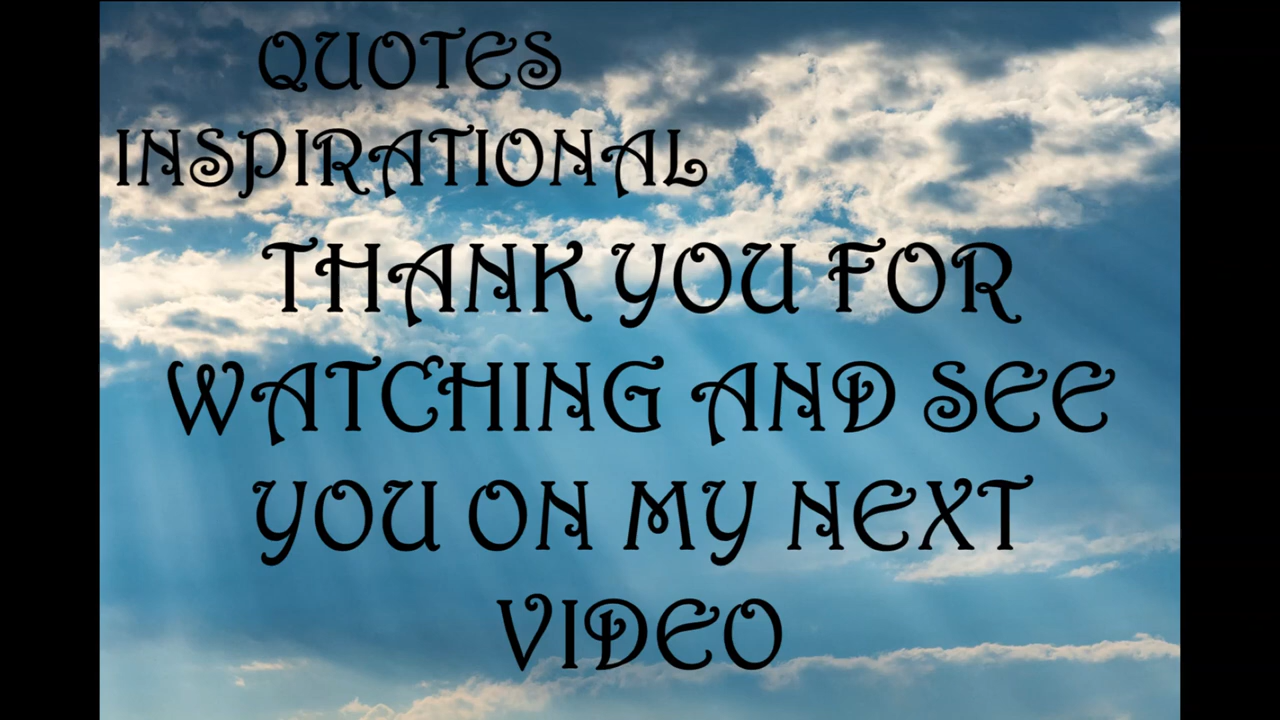 QUOTES
INSPIRATIONAL
THANK YOU FOR
WATCHING AND SEE
YOU ON MY NEXT
VIDEO